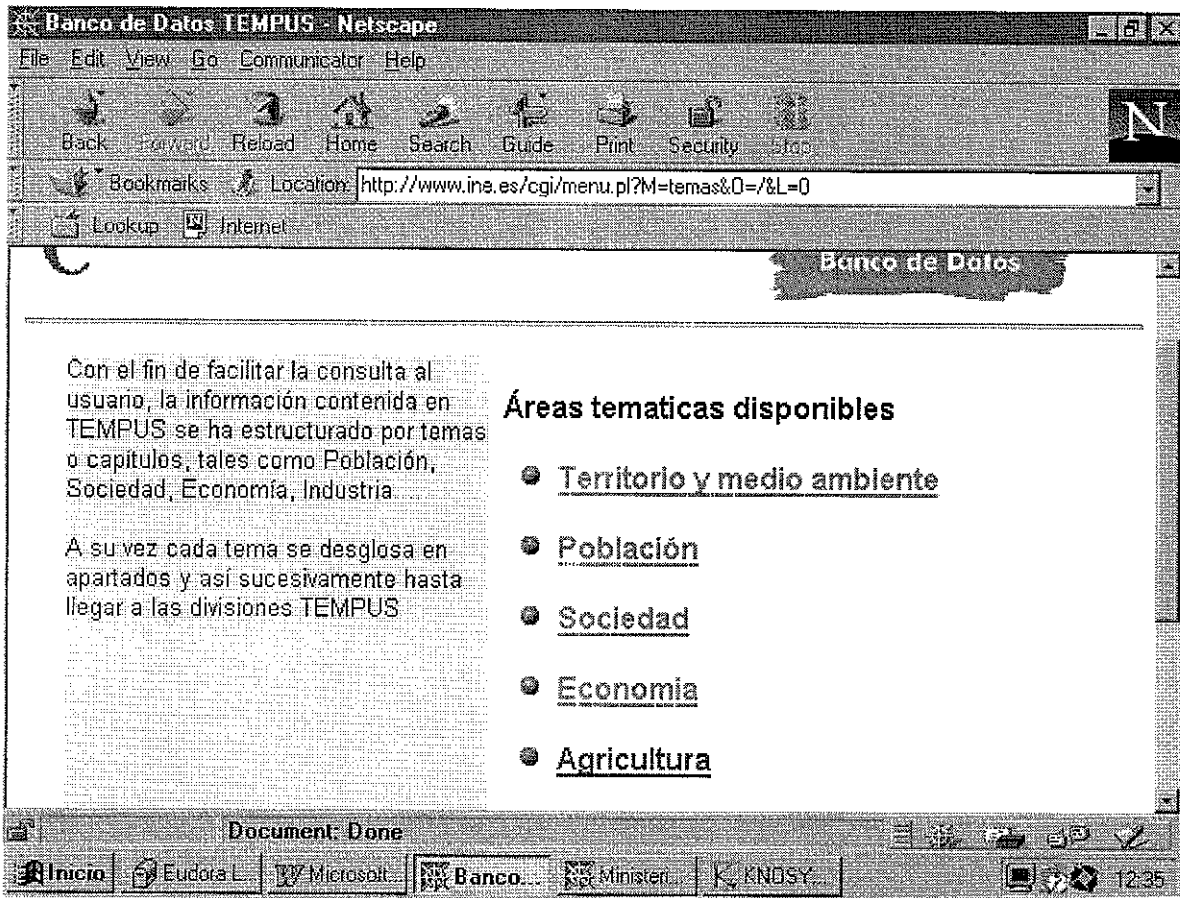 Banco de Datos TEMPUS - Netscape
File Edit View Go Communicator Help
Back Forward Reload Home Search Guide Print Security Stop
N
Bookmarks Location: http://www.ine.es/cgi/menu.pl?M=temas&O=/&L=0
Lookup Internet
Banco de Datos
Con el fin de facilitar la consulta al
usuario, la información contenida en
TEMPUS se ha estructurado por temas
o capitulos, tales como Población,
Sociedad, Economía, Industria...
A su vez cada tema se desglosa en
apartados y así sucesivamente hasta
llegar a las divisiones TEMPUS
Áreas tematicas disponibles
Territorio y medio ambiente
Población
Sociedad
Economia
Agricultura
Document: Done
Inicio Eudora L... Microsoft... Banco... Ministeri... KNOSY... 12:35